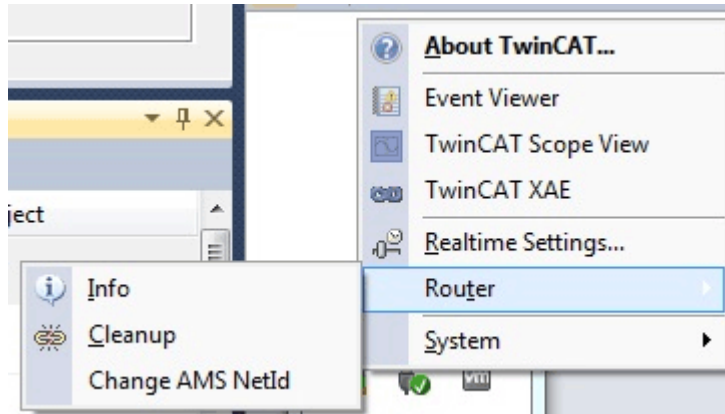 About TwinCAT...
Event Viewer
TwinCAT Scope View
TwinCAT XAE
ject
Realtime Settings...
Info
Router
Cleanup
System
Change AMS NetId